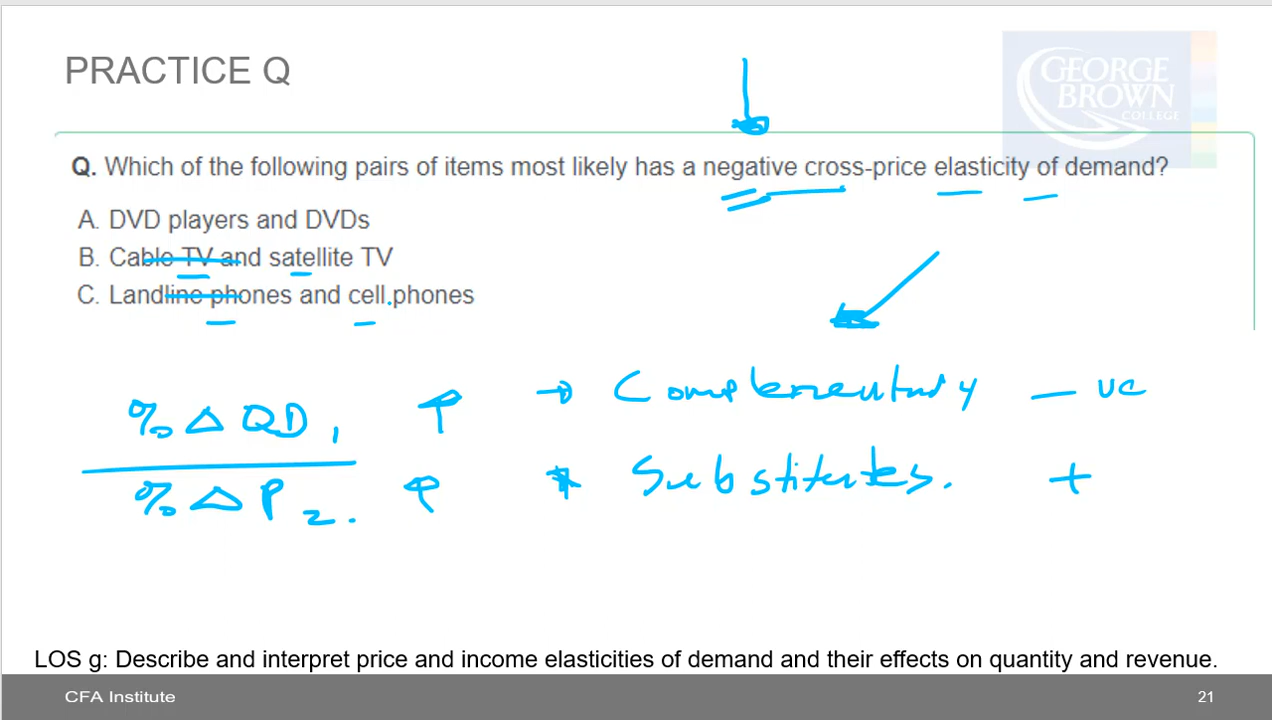 PRACTICE Q
GEORGE
BROWN
COLLEGE
Q. Which of the following pairs of items most likely has a negative cross-price elasticity of demand?
A. DVD players and DVDs
B. Cable TV and satellite TV
C. Landline phones and cell phones
% Δ QD 1 ↑ → Complementary – ve
% Δ P 2. ↑ * Substitutes. +
LOS g: Describe and interpret price and income elasticities of demand and their effects on quantity and revenue.
CFA Institute
21